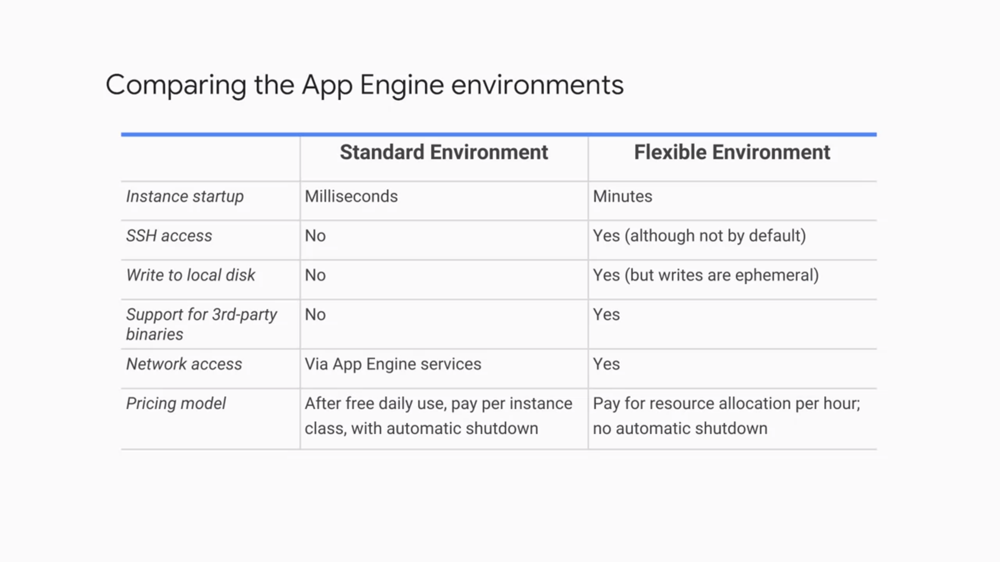 Comparing the App Engine environments
Standard Environment
Flexible Environment
Instance startup
Milliseconds
Minutes
SSH access
No
Yes (although not by default)
Write to local disk
No
Yes (but writes are ephemeral)
Support for 3rd-party
binaries
No
Yes
Network access
Via App Engine services
Yes
Pricing model
After free daily use, pay per instance
class, with automatic shutdown
Pay for resource allocation per hour;
no automatic shutdown